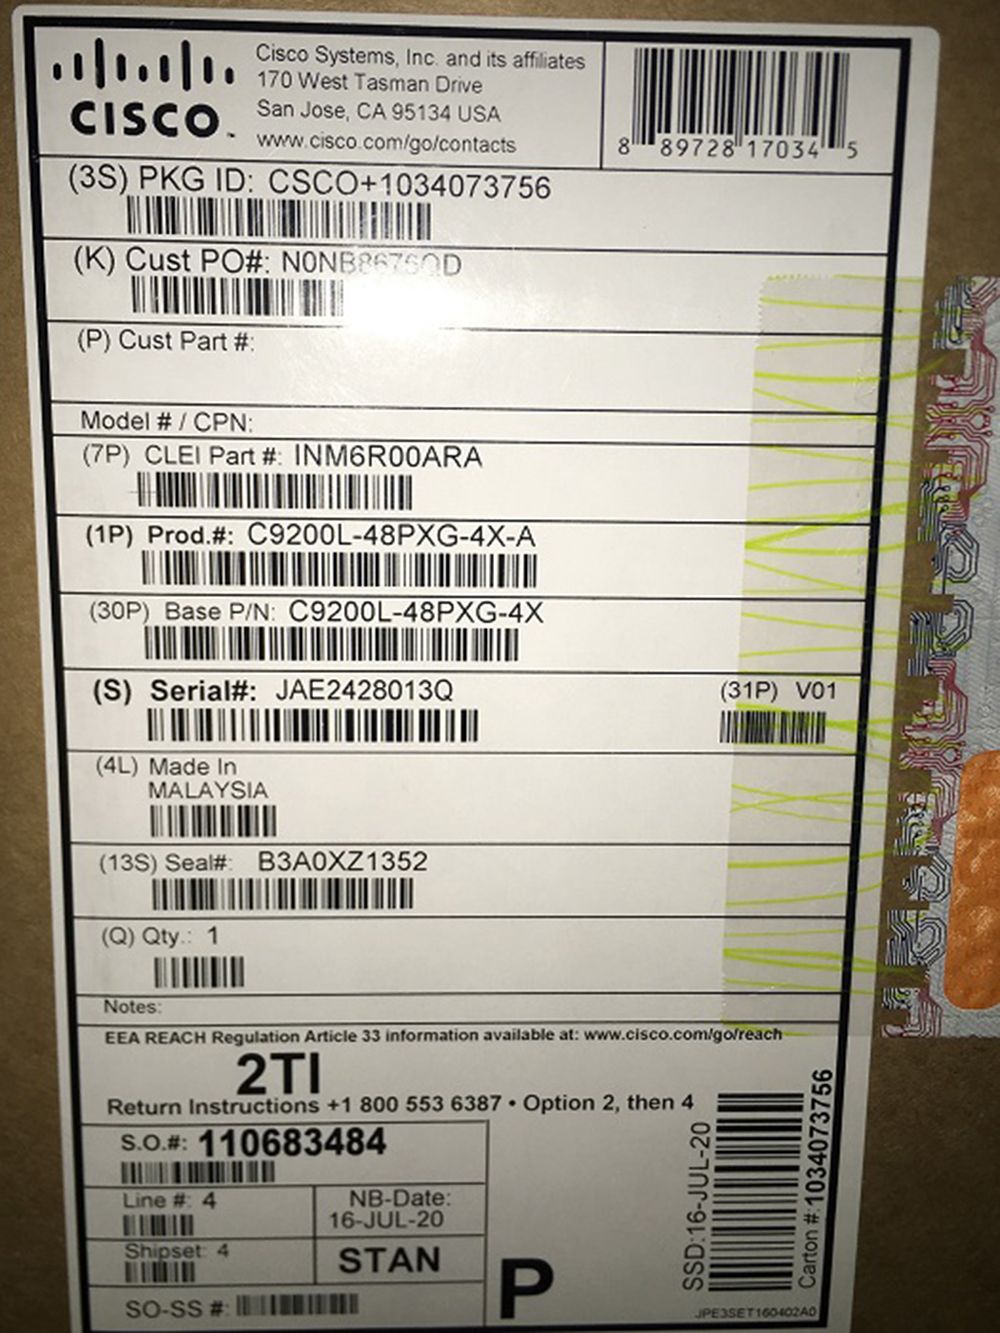 CISCO
Cisco Systems, Inc. and its affiliates
170 West Tasman Drive
San Jose, CA 95134 USA
www.cisco.com/go/contacts
8 89728 17034 5
(3S) PKG ID: CSCO+1034073756
(K) Cust PO#: N0NB8676QD
(P) Cust Part #:
Model # / CPN:
(7P) CLEI Part #: INM6R00ARA
(1P) Prod.#: C9200L-48PXG-4X-A
(30P) Base P/N: C9200L-48PXG-4X
(S) Serial#: JAE2428013Q
(31P) V01
(4L) Made In
MALAYSIA
(13S) Seal#: B3A0XZ1352
(Q) Qty.: 1
Notes:
EEA REACH Regulation Article 33 information available at: www.cisco.com/go/reach
2TI
Return Instructions +1 800 553 6387 • Option 2, then 4
S.O.#: 110683484
Line #: 4
NB-Date:
16-JUL-20
Shipset: 4
STAN
SO-SS #:
P
SSD:16-JUL-20
Carton #:1034073756
JPE3SET160402A0